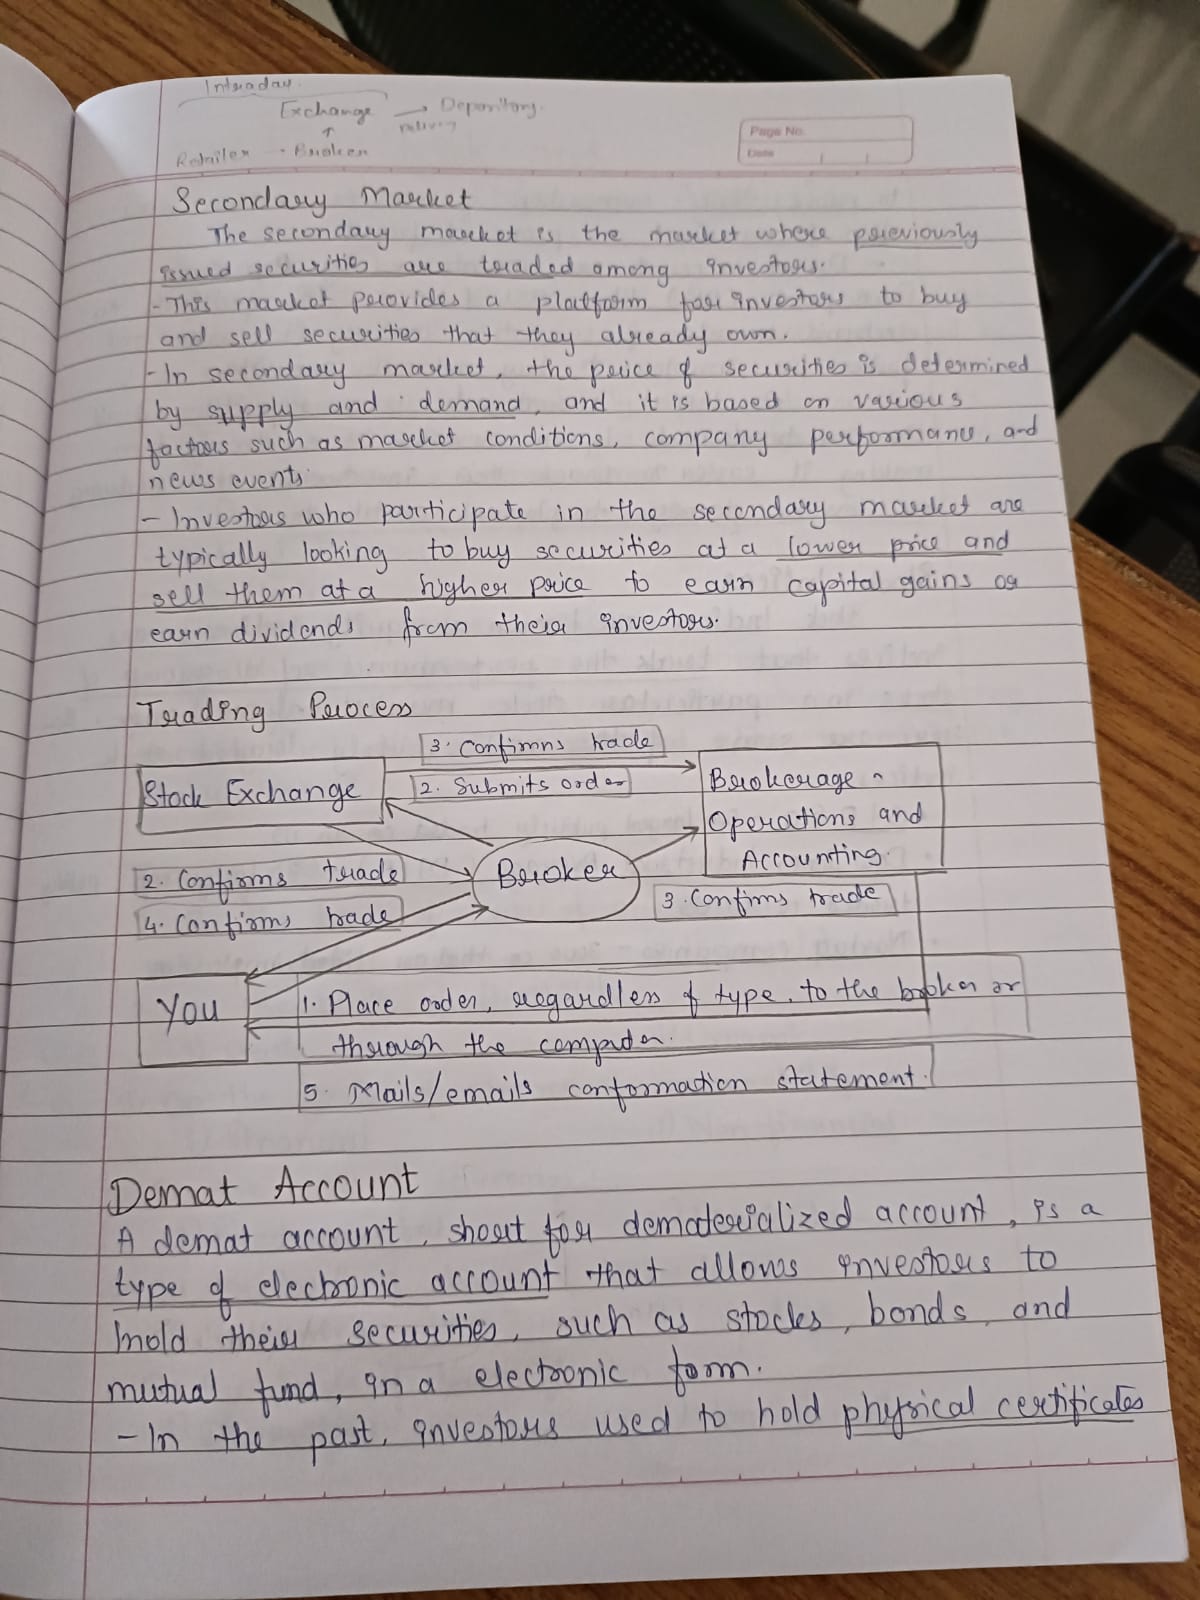 Intraday.
Exchange → Depository.
↑
Retailer - Broker
Page No.
Date
Secondary Market
The secondary market is the market where previously
issued securities are traded among investors.
- This market provides a platform for investors to buy
and sell securities that they already own.
- In secondary market, the price of securities is determined
by supply and demand, and it is based on various
factors such as market conditions, company performane, and
news events.
- Investors who participate in the secondary market are
typically looking to buy securities at a lower price and
sell them at a higher price to earn capital gains or
earn dividends from their investors.
Trading Process
3. Confimns trade
Stock Exchange
2. Submits order
Brokerage -
Operations and
Accounting.
Broker
2. Confirms trade
3. Confirms trade
4. Confirms trade
You
1. Place order, regardless of type, to the broker or
through the computer.
5. Mails/emails conformation statement.
Demat Account
A demat account, short for dematerialized account, is a
type of electronic account that allows investors to
hold their securities, such as stocks, bonds, and
mutual fund, in a electronic form.
- In the past, investors used to hold physical certificates